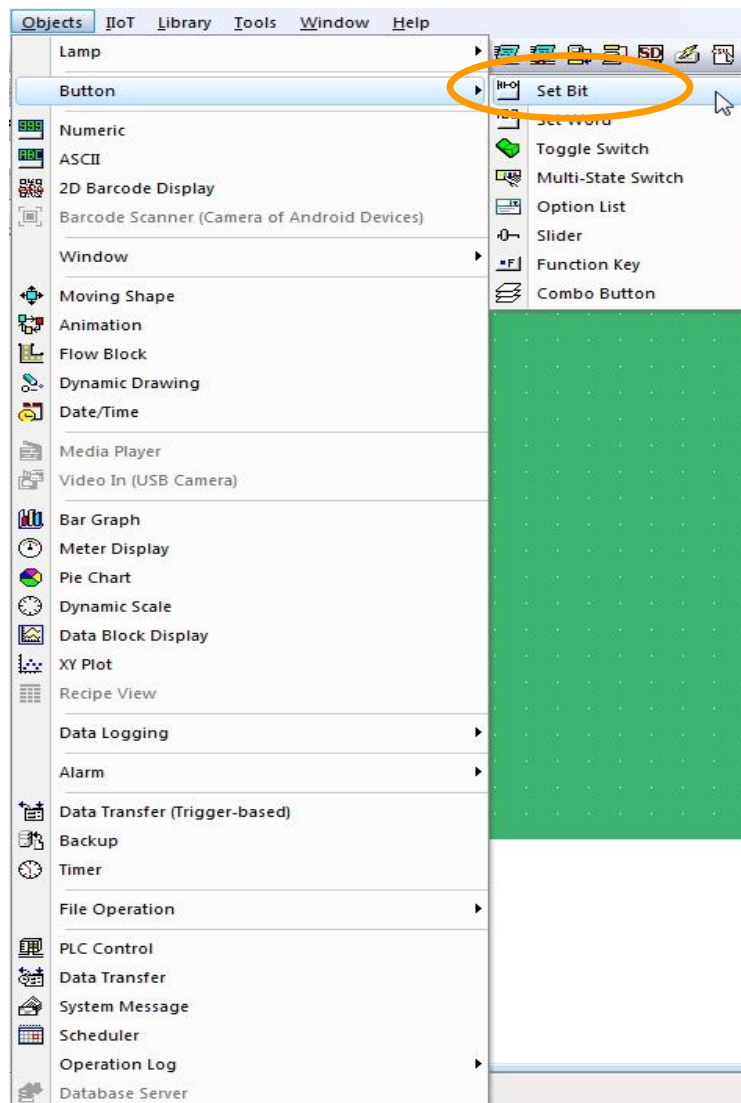 Objects IIoT Library Tools Window Help
Lamp
Button
Numeric
ASCII
2D Barcode Display
Barcode Scanner (Camera of Android Devices)
Window
Moving Shape
Animation
Flow Block
Dynamic Drawing
Date/Time
Media Player
Video In (USB Camera)
Bar Graph
Meter Display
Pie Chart
Dynamic Scale
Data Block Display
XY Plot
Recipe View
Data Logging
Alarm
Data Transfer (Trigger-based)
Backup
Timer
File Operation
PLC Control
Data Transfer
System Message
Scheduler
Operation Log
Database Server
SD
Set Bit
Set Word
Toggle Switch
Multi-State Switch
Option List
Slider
Function Key
Combo Button